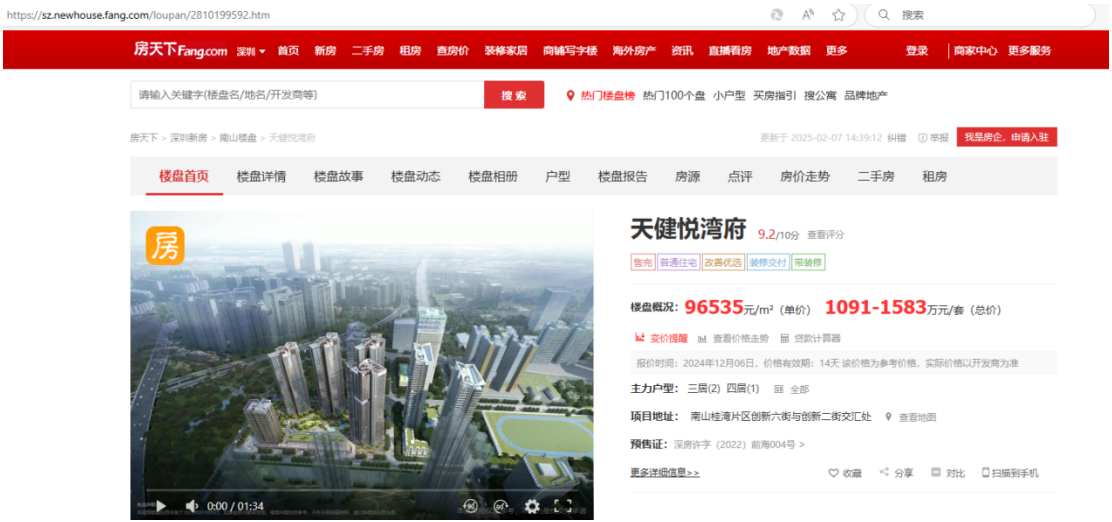 https://sz.newhouse.fang.com/loupan/2810199592.htm
搜索
房天下Fang.com 深圳 首页 新房 二手房 租房 查房价 装修家居 商铺写字楼 海外房产 资讯 直播看房 地产数据 更多 登录 商家中心 更多服务
请输入关键字(楼盘名/地名/开发商等) 搜索 热门楼盘榜 热门100个盘 小户型 买房指引 搜公寓 品牌地产
房天下 > 深圳新房 > 南山楼盘 > 天健悦湾府 更新于 2025-02-07 14:39:12 纠错 举报 我是房企，申请入驻
楼盘首页 楼盘详情 楼盘故事 楼盘动态 楼盘相册 户型 楼盘报告 房源 点评 房价走势 二手房 租房
房
天健悦湾府 9.2/10分 查看评分
售完 普通住宅 改善优选 装修交付 带装修
楼盘概况：96535元/m² (单价) 1091-1583万元/套 (总价)
变价提醒 查看价格走势 贷款计算器
报价时间：2024年12月06日，价格有效期：14天 该价格为参考价格，实际价格以开发商为准
主力户型： 三居(2) 四居(1) 全部
项目地址： 南山桂湾片区创新六街与创新二街交汇处 查看地图
预售证：深房许字 (2022) 前海004号 >
更多详细信息>> 收藏 分享 对比 扫描到手机
0:00 / 01:34